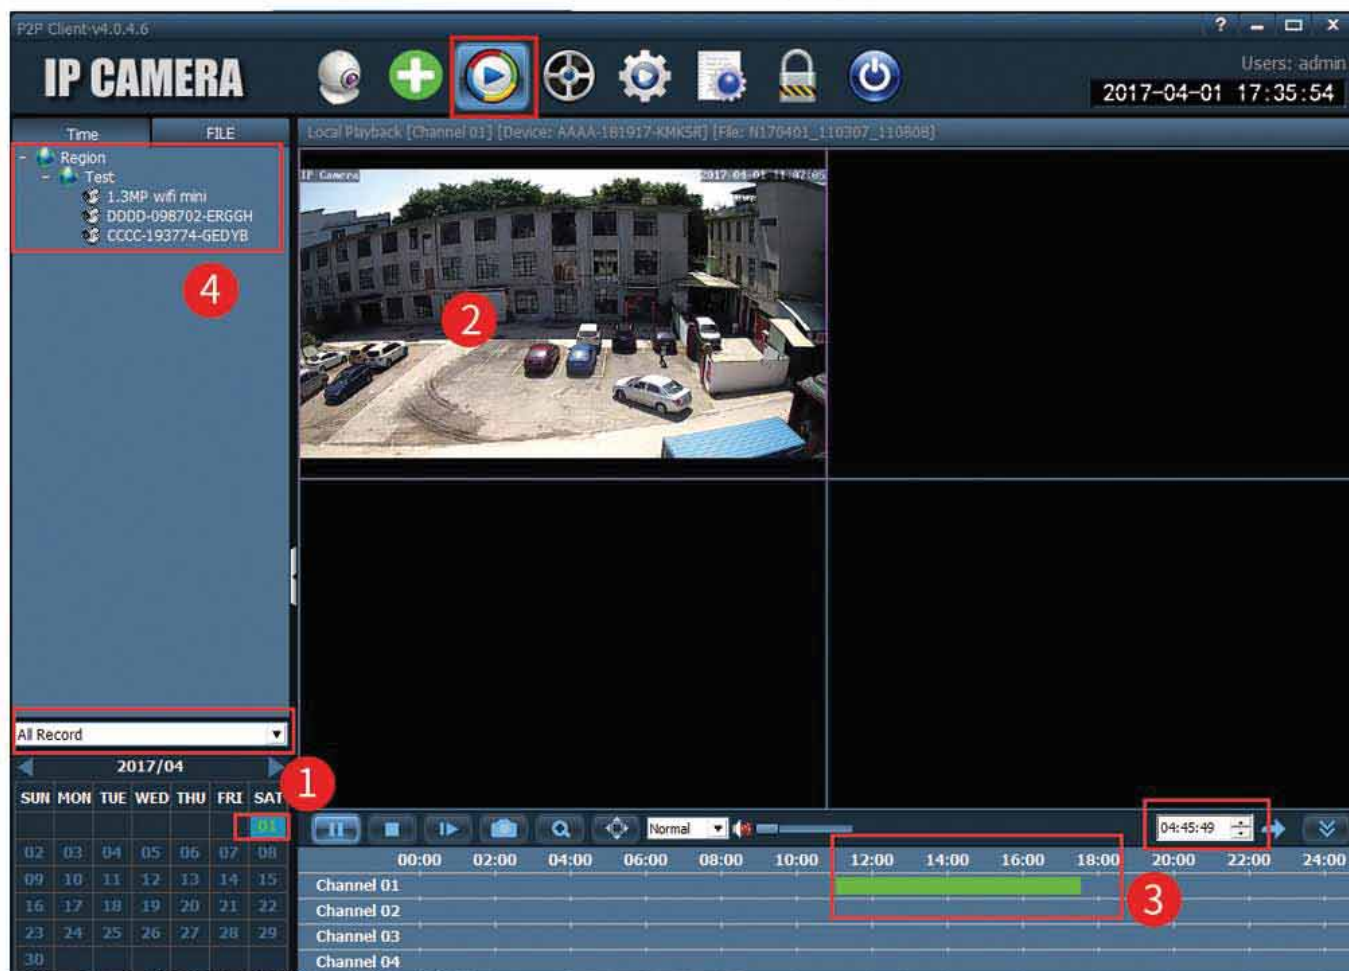 P2P Client-v4.0.4.6
?
IP CAMERA
Users: admin
2017-04-01 17:35:54
Time FILE
Local Playback [Channel 01] [Device: AAAA-181917-KMKSR] [File: N170401_110307_110808]
Region
Test
1.3MP wifi mini
DDDD-098702-ERGGH
CCCC-193774-GEDYB
IP Camera 2017-04-01 11:07:05
4
2
All Record
2017/04
1
SUN MON TUE WED THU FRI SAT
01
02 03 04 05 06 07 08
09 10 11 12 13 14 15
16 17 18 19 20 21 22
23 24 25 26 27 28 29
30
Normal
04:45:49
00:00 02:00 04:00 06:00 08:00 10:00 12:00 14:00 16:00 18:00 20:00 22:00 24:00
Channel 01
3
Channel 02
Channel 03
Channel 04